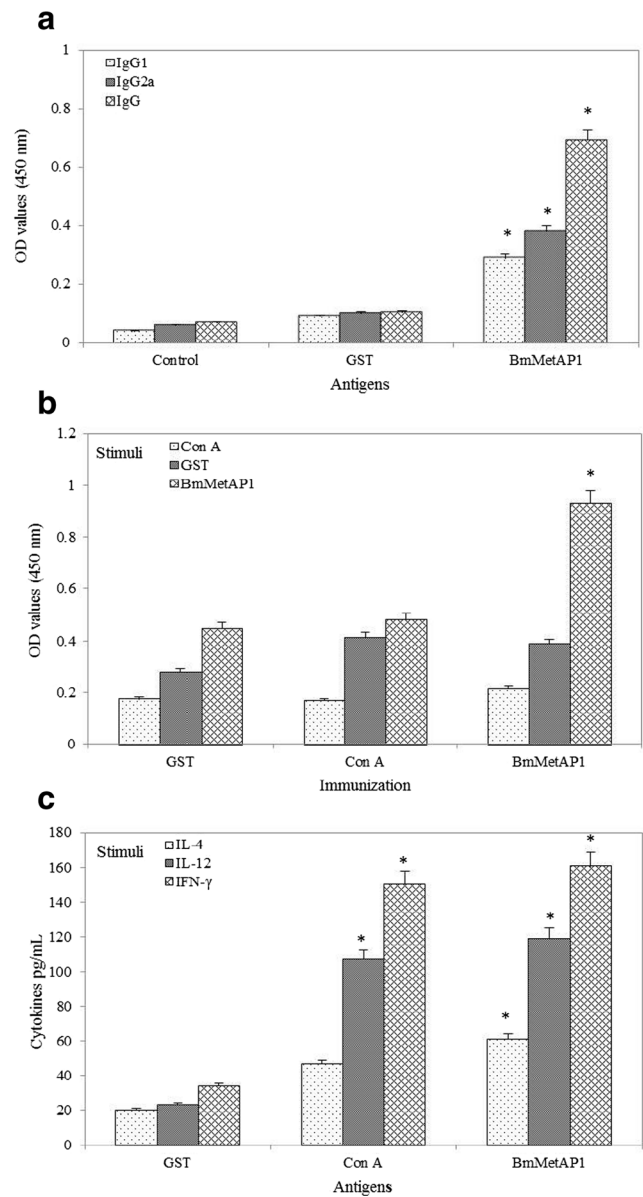 a
1
0.8
0.6
0.4
0.2
0
OD values (450 nm)
IgG1
IgG2a
IgG
*
*
*
Control
GST
BmMetAP1
Antigens
b
1.2
1
0.8
0.6
0.4
0.2
0
OD values (450 nm)
Stimuli
Con A
GST
BmMetAP1
*
GST
Con A
BmMetAP1
Immunization
c
180
160
140
120
100
80
60
40
20
0
Cytokines pg/mL
Stimuli
IL-4
IL-12
IFN-γ
*
*
*
*
*
GST
Con A
BmMetAP1
Antigens